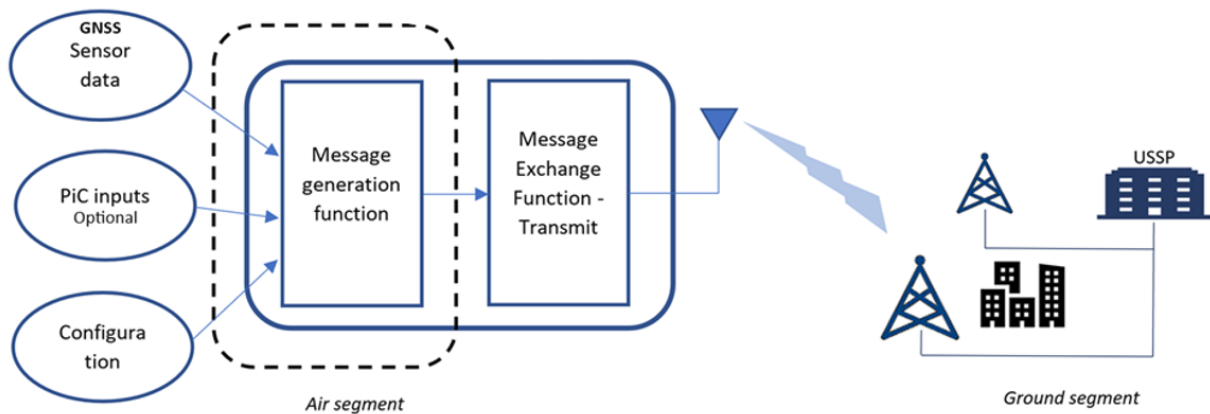 GNSS
Sensor
data
PiC inputs
Optional
Configura
tion
Message
generation
function
Message
Exchange
Function -
Transmit
USSP
Air segment
Ground segment